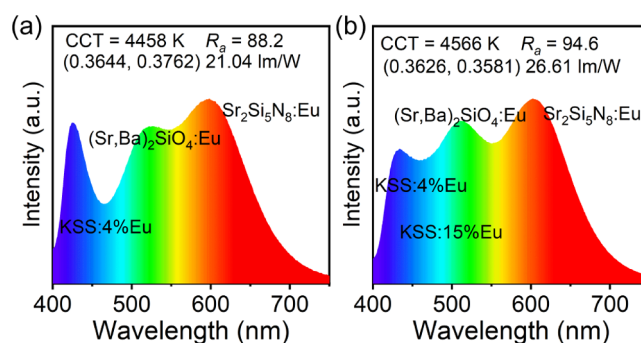 (a)
CCT = 4458 K Ra = 88.2
(0.3644, 0.3762) 21.04 lm/W
Sr2Si5N8:Eu
(Sr,Ba)2SiO4:Eu
KSS:4%Eu
Intensity (a.u.)
400 500 600 700
Wavelength (nm)
(b)
CCT = 4566 K Ra = 94.6
(0.3626, 0.3581) 26.61 lm/W
(Sr,Ba)2SiO4:Eu Sr2Si5N8:Eu
KSS:4%Eu
KSS:15%Eu
Intensity (a.u.)
400 500 600 700
Wavelength (nm)